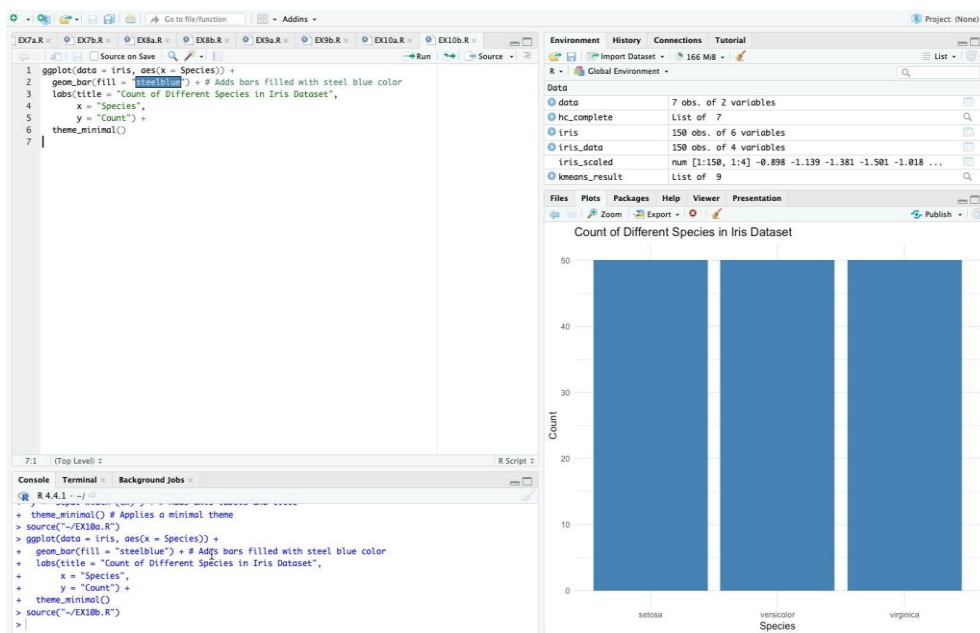 Go to file/function
Addins
Project: (None)
EX7a.R
EX7b.R
EX8a.R
EX8b.R
EX9a.R
EX9b.R
EX10a.R
EX10b.R
Source on Save
Run
Source
1 ggplot(data = iris, aes(x = Species)) +
2 geom_bar(fill = "steelblue") + # Adds bars filled with steel blue color
3 labs(title = "Count of Different Species in Iris Dataset",
4 x = "Species",
5 y = "Count") +
6 theme_minimal()
7
7:1 (Top Level) R Script
Console Terminal Background Jobs
R 4.4.1 · ~/
+ theme_minimal() # Applies a minimal theme
> source("~/EX10a.R")
> ggplot(data = iris, aes(x = Species)) +
+ geom_bar(fill = "steelblue") + # Adds bars filled with steel blue color
+ labs(title = "Count of Different Species in Iris Dataset",
+ x = "Species",
+ y = "Count") +
+ theme_minimal()
> source("~/EX10b.R")
>
Environment History Connections Tutorial
Import Dataset 166 MiB List
R Global Environment
Data
data 7 obs. of 2 variables
hc_complete List of 7
iris 150 obs. of 6 variables
iris_data 150 obs. of 4 variables
iris_scaled num [1:150, 1:4] -0.898 -1.139 -1.381 -1.501 -1.018 ...
kmeans_result List of 9
Files Plots Packages Help Viewer Presentation
Zoom Export Publish
Count of Different Species in Iris Dataset
50
40
30
20
10
0
Count
setosa versicolor virginica
Species